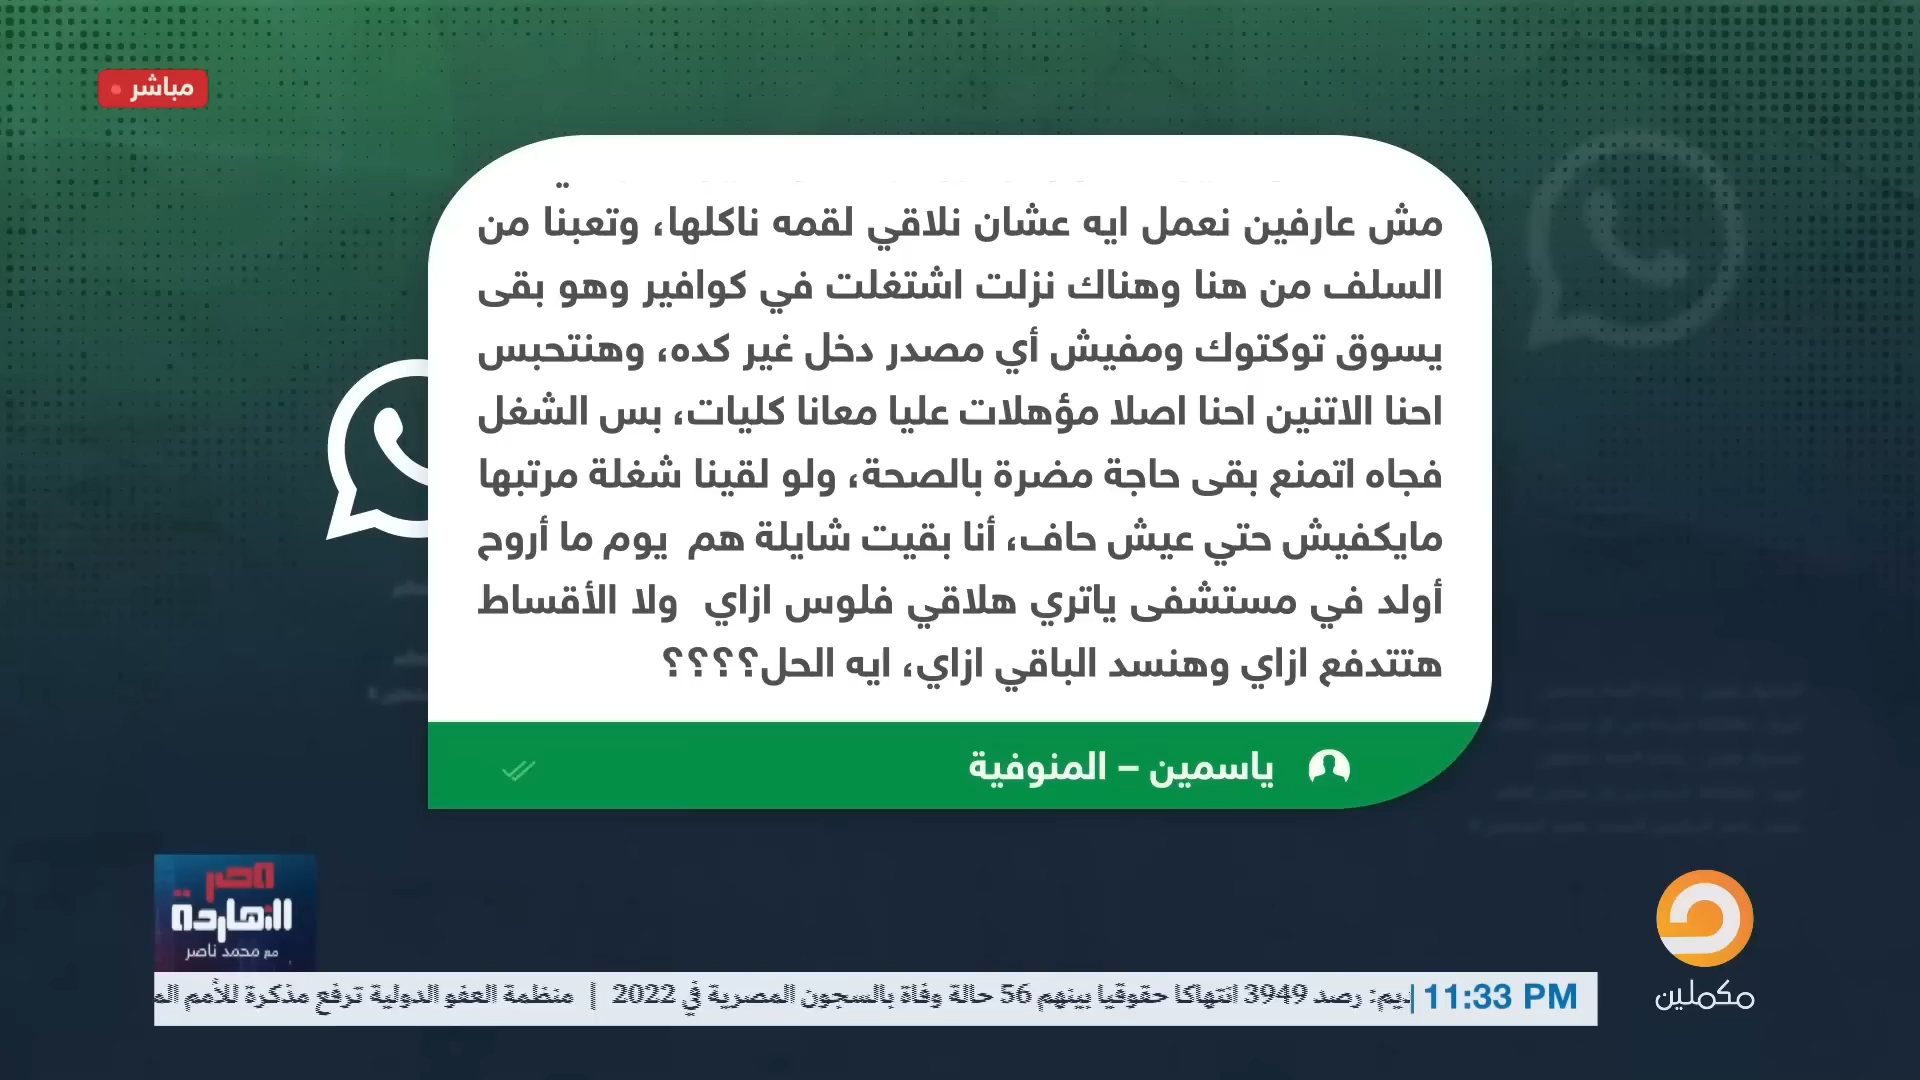 مباشر
مش عارفين نعمل ايه عشان نلاقي لقمه ناكلها، وتعبنا من
السلف من هنا وهناك نزلت اشتغلت في كوافير وهو بقى
يسوق توكتوك ومفيش أي مصدر دخل غير كده، وهنتحبس
احنا الاتنين احنا اصلا مؤهلات عليا معانا كليات، بس الشغل
فجاه اتمنع بقى حاجة مضرة بالصحة، ولو لقينا شغلة مرتبها
مايكفيش حتي عيش حاف، أنا بقيت شايلة هم يوم ما أروح
أولد في مستشفى ياتري هلاقي فلوس ازاي ولا الأقساط
هتتدفع ازاي وهنسد الباقي ازاي، ايه الحل؟؟؟؟
ياسمين – المنوفية
مصر
النهاردة
مع محمد ناصر
11:33 PM
رصد 3949 انتهاكا حقوقيا بينهم 56 حالة وفاة بالسجون المصرية في 2022 | منظمة العفو الدولية ترفع مذكرة للأمم
مكملين